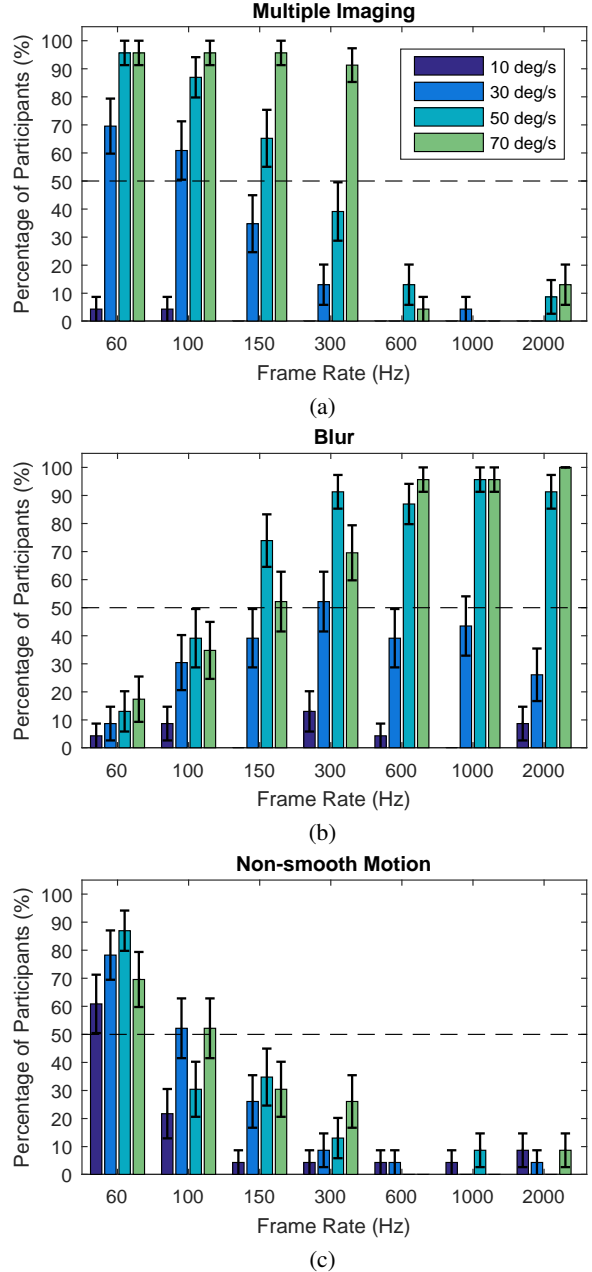 Multiple Imaging
Percentage of Participants (%)
100
90
80
70
60
50
40
30
20
10
0
10 deg/s
30 deg/s
50 deg/s
70 deg/s
60 100 150 300 600 1000 2000
Frame Rate (Hz)
(a)
Blur
Percentage of Participants (%)
100
90
80
70
60
50
40
30
20
10
0
60 100 150 300 600 1000 2000
Frame Rate (Hz)
(b)
Non-smooth Motion
Percentage of Participants (%)
100
90
80
70
60
50
40
30
20
10
0
60 100 150 300 600 1000 2000
Frame Rate (Hz)
(c)